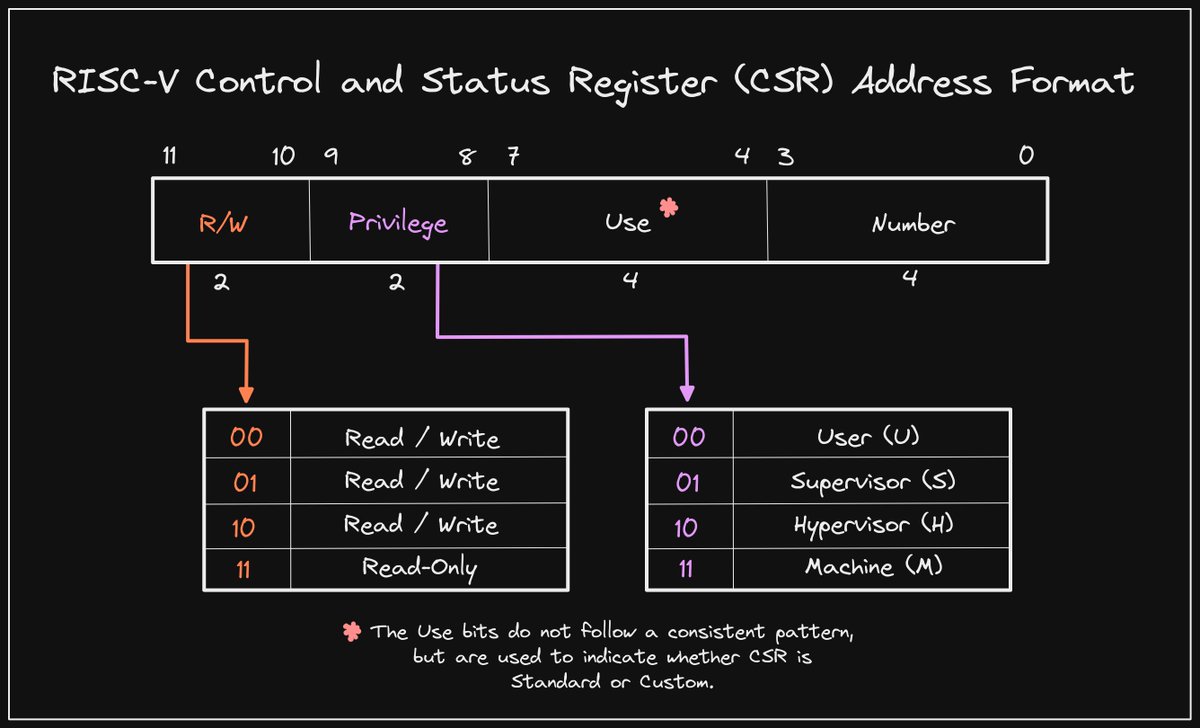 RISC-V Control and Status Register (CSR) Address Format
11 10 9 8 7 4 3 0
R/W Privilege Use * Number
2 2 4 4
00 Read / Write
01 Read / Write
10 Read / Write
11 Read-Only
00 User (U)
01 Supervisor (S)
10 Hypervisor (H)
11 Machine (M)
* The Use bits do not follow a consistent pattern,
but are used to indicate whether CSR is
Standard or Custom.